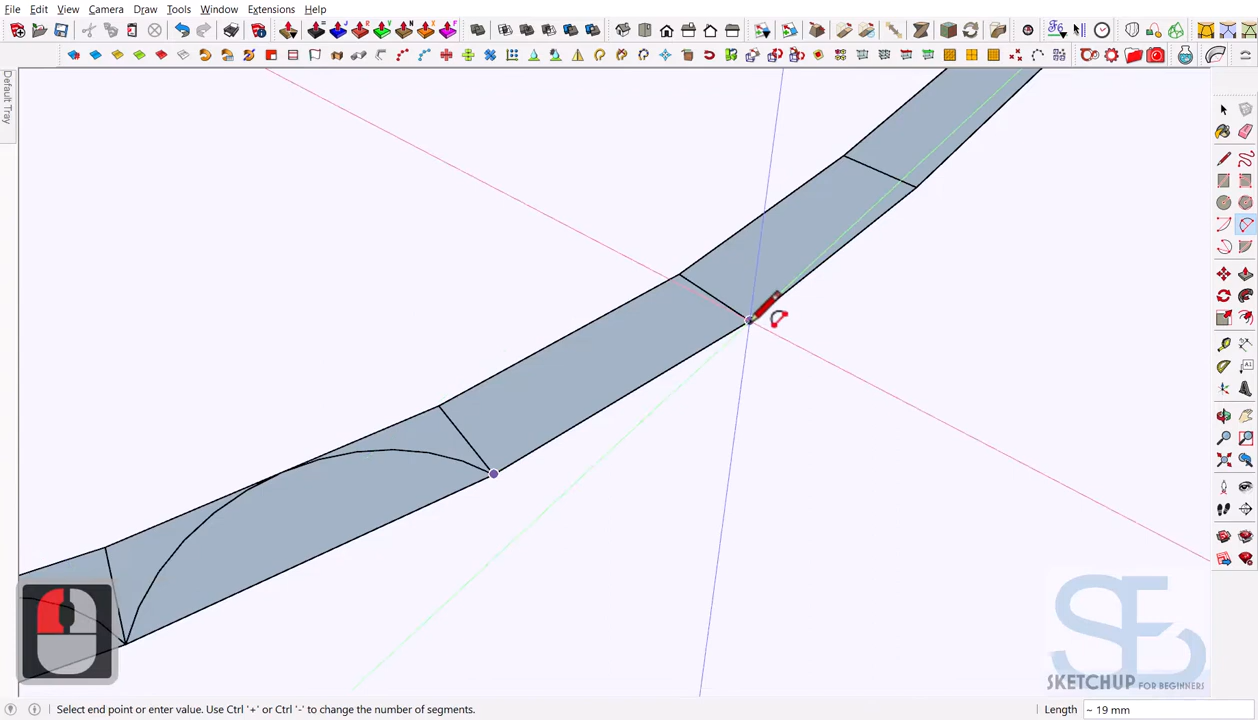 File Edit View Camera Draw Tools Window Extensions Help
Default Tray
SKETCHUP FOR BEGINNERS
Select end point or enter value. Use Ctrl '+' or Ctrl '-' to change the number of segments.
Length ~ 19 mm